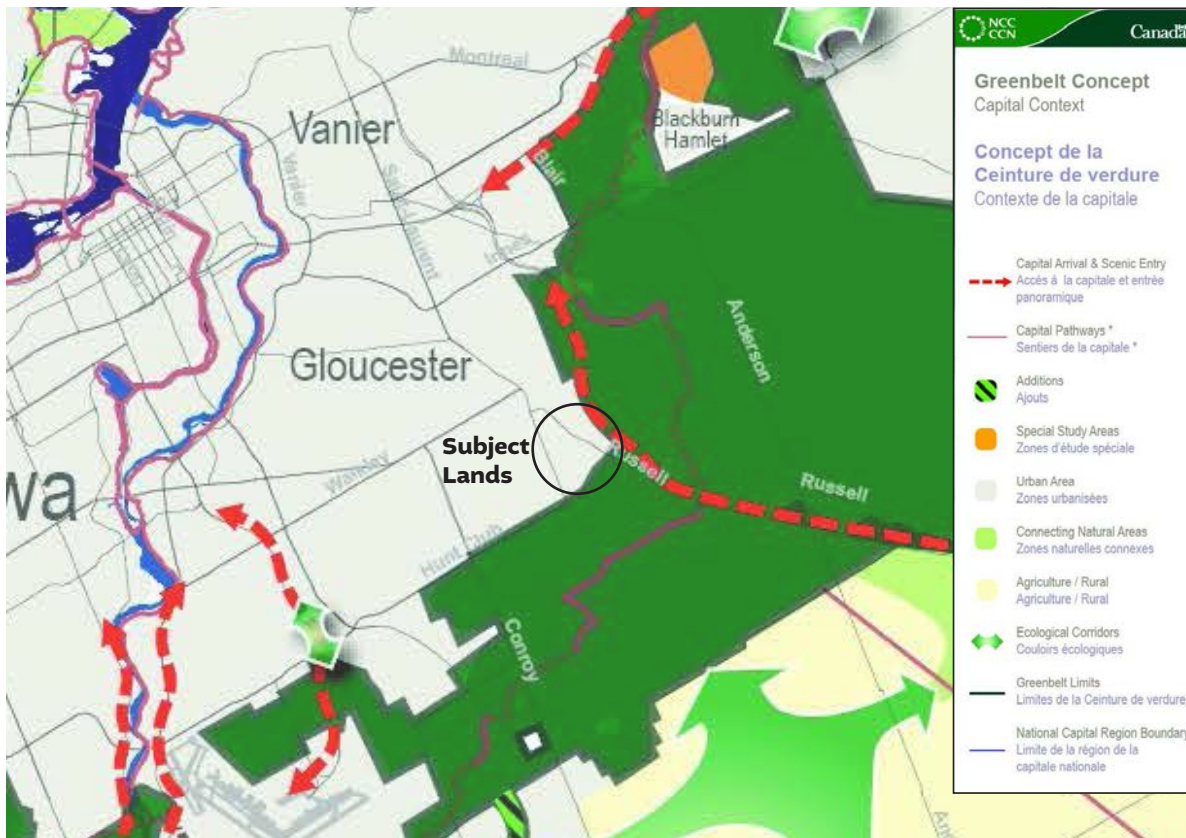 Montreal
Vanier
Blackburn
Hamlet
Blair
Vanier
Innes
Anderson
Gloucester
Subject
Lands
Russell
Russell
Walkley
wa
Hunt Club
Conroy
NCC
CCN
Canada
Greenbelt Concept
Capital Context
Concept de la
Ceinture de verdure
Contexte de la capitale
Capital Arrival & Scenic Entry
Accès à la capitale et entrée
panoramique
Capital Pathways *
Sentiers de la capitale *
Additions
Ajouts
Special Study Areas
Zones d'étude spéciale
Urban Area
Zones urbanisées
Connecting Natural Areas
Zones naturelles connexes
Agriculture / Rural
Agriculture / Rural
Ecological Corridors
Couloirs écologiques
Greenbelt Limits
Limites de la Ceinture de verdure
National Capital Region Boundary
Limite de la région de la
capitale nationale